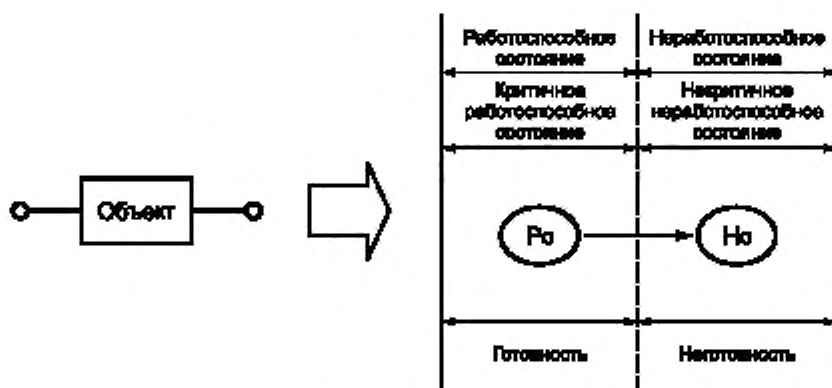 Работоспособное
состояние
Неработоспособное
состояние
Критичное
работоспособное
состояние
Некритичное
неработоспособное
состояние
Объект
Ро
Но
Готовность
Неготовность